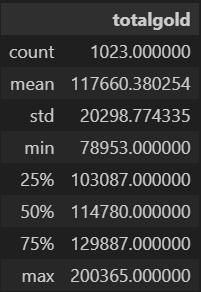 totalgold
count 1023.000000
mean 117660.380254
std 20298.774335
min 78953.000000
25% 103087.000000
50% 114780.000000
75% 129887.000000
max 200365.000000